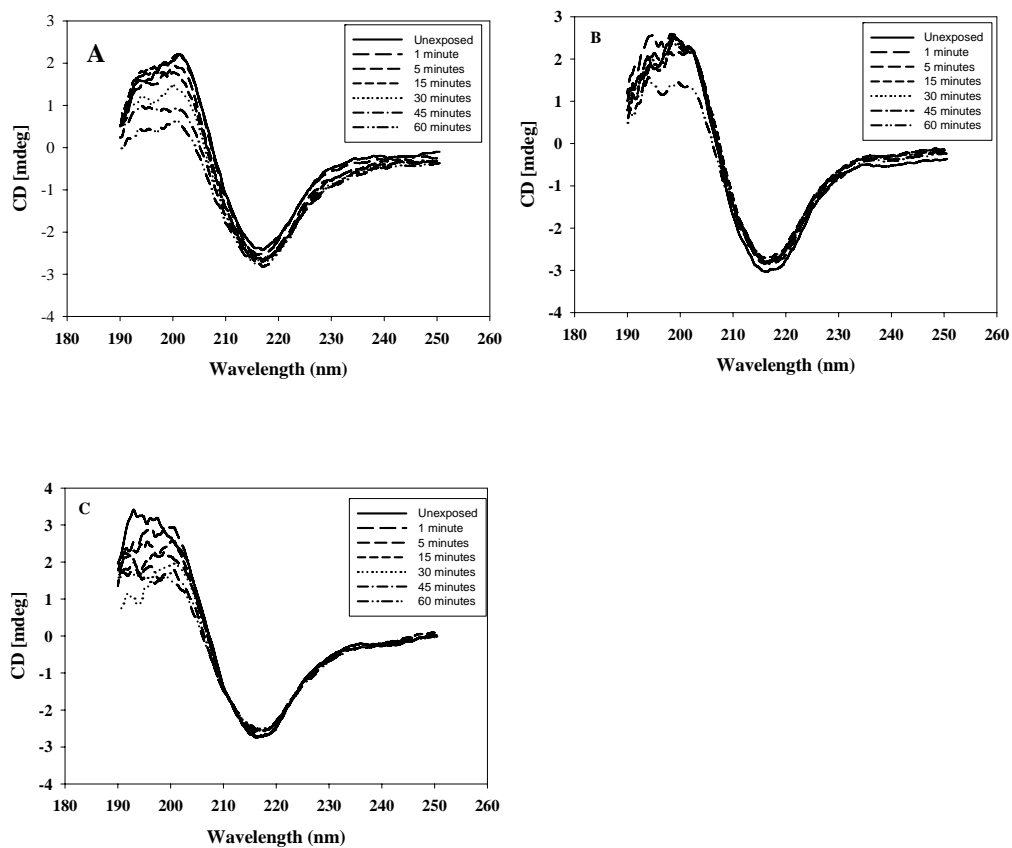 A
3
2
1
0
-1
-2
-3
-4
CD [mdeg]
180 190 200 210 220 230 240 250 260
Wavelength (nm)
Unexposed
1 minute
5 minutes
15 minutes
30 minutes
45 minutes
60 minutes
B
3
2
1
0
-1
-2
-3
-4
CD [mdeg]
180 190 200 210 220 230 240 250 260
Wavelength (nm)
Unexposed
1 minute
5 minutes
15 minutes
30 minutes
45 minutes
60 minutes
C
4
3
2
1
0
-1
-2
-3
-4
CD [mdeg]
180 190 200 210 220 230 240 250 260
Wavelength (nm)
Unexposed
1 minute
5 minutes
15 minutes
30 minutes
45 minutes
60 minutes